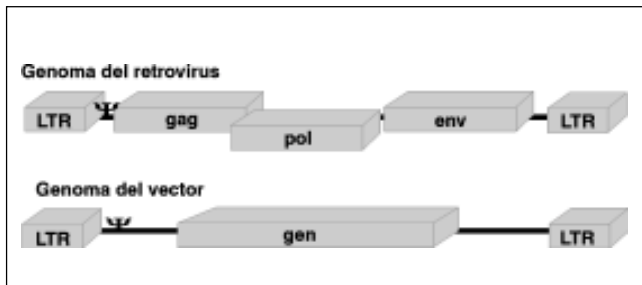 Genoma del retrovirus
LTR Ψ gag pol env LTR
Genoma del vector
LTR Ψ gen LTR